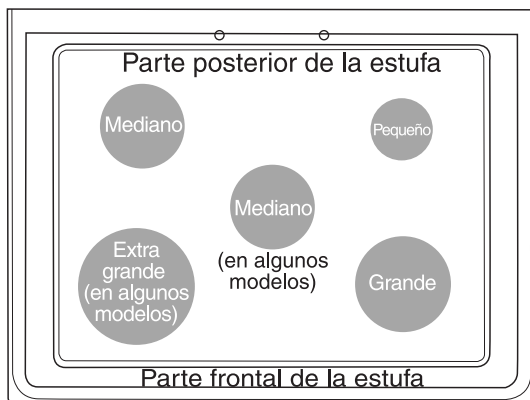 Parte posterior de la estufa
Mediano
Pequeño
Mediano
(en algunos
modelos)
Extra
grande
(en algunos
modelos)
Grande
Parte frontal de la estufa